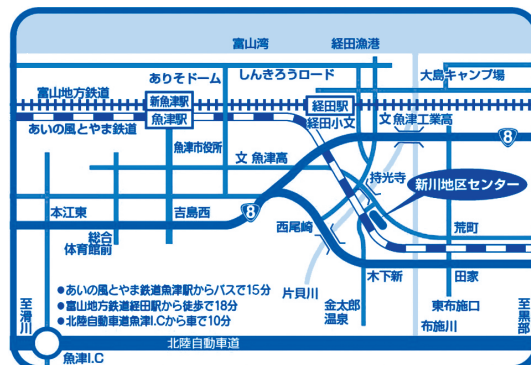 富山湾
経田漁港
ありそドーム
しんきろうロード
大島キャンプ場
富山地方鉄道
新魚津駅
経田駅
魚津駅
あいの風とやま鉄道
経田小文
文 魚津工業高
8
魚津市役所
文 魚津高
持光寺
新川地区センター
本江東
吉島西
8
西尾崎
荒町
総合
体育館前
●あいの風とやま鉄道魚津駅からバスで15分
●富山地方鉄道経田駅から徒歩で18分
●北陸自動車道魚津I.Cから車で10分
片貝川
木下新
田家
金太郎
温泉
東布施口
布施川
至滑川
至黒部
北陸自動車道
魚津I.C